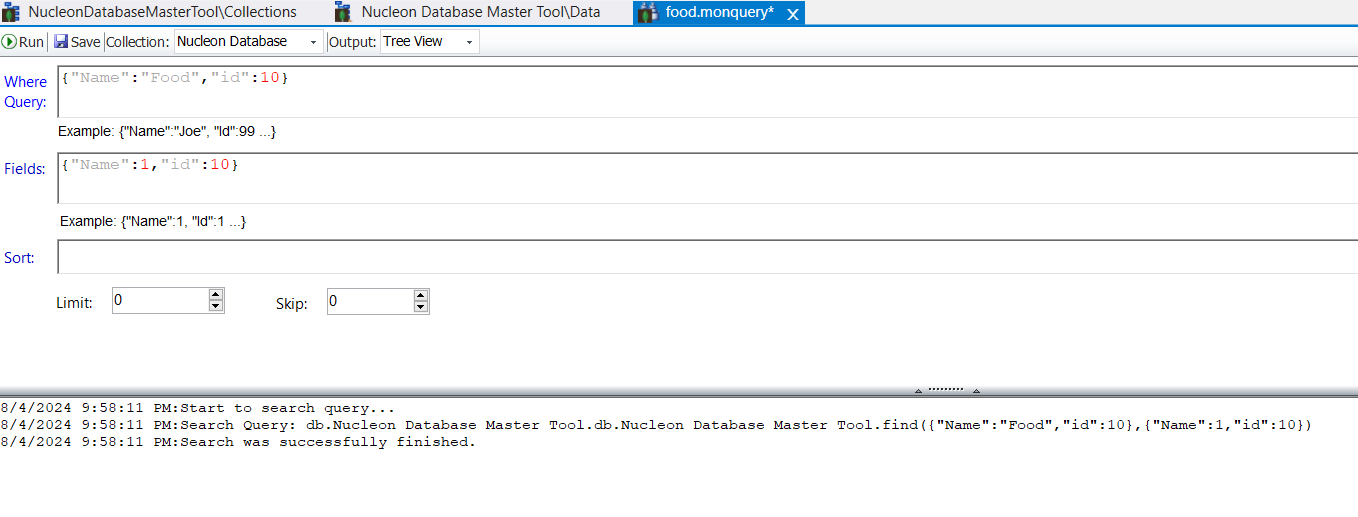 NucleonDatabaseMasterTool\Collections Nucleon Database Master Tool\Data food.monquery* X
Run Save Collection: Nucleon Database Output: Tree View
Where Query: {"Name":"Food","id":10}
Example: {"Name":"Joe", "Id":99 ...}
Fields: {"Name":1,"id":10}
Example: {"Name":1, "Id":1 ...}
Sort:
Limit: 0 Skip: 0
8/4/2024 9:58:11 PM:Start to search query...
8/4/2024 9:58:11 PM:Search Query: db.Nucleon Database Master Tool.db.Nucleon Database Master Tool.find({"Name":"Food","id":10},{"Name":1,"id":10})
8/4/2024 9:58:11 PM:Search was successfully finished.